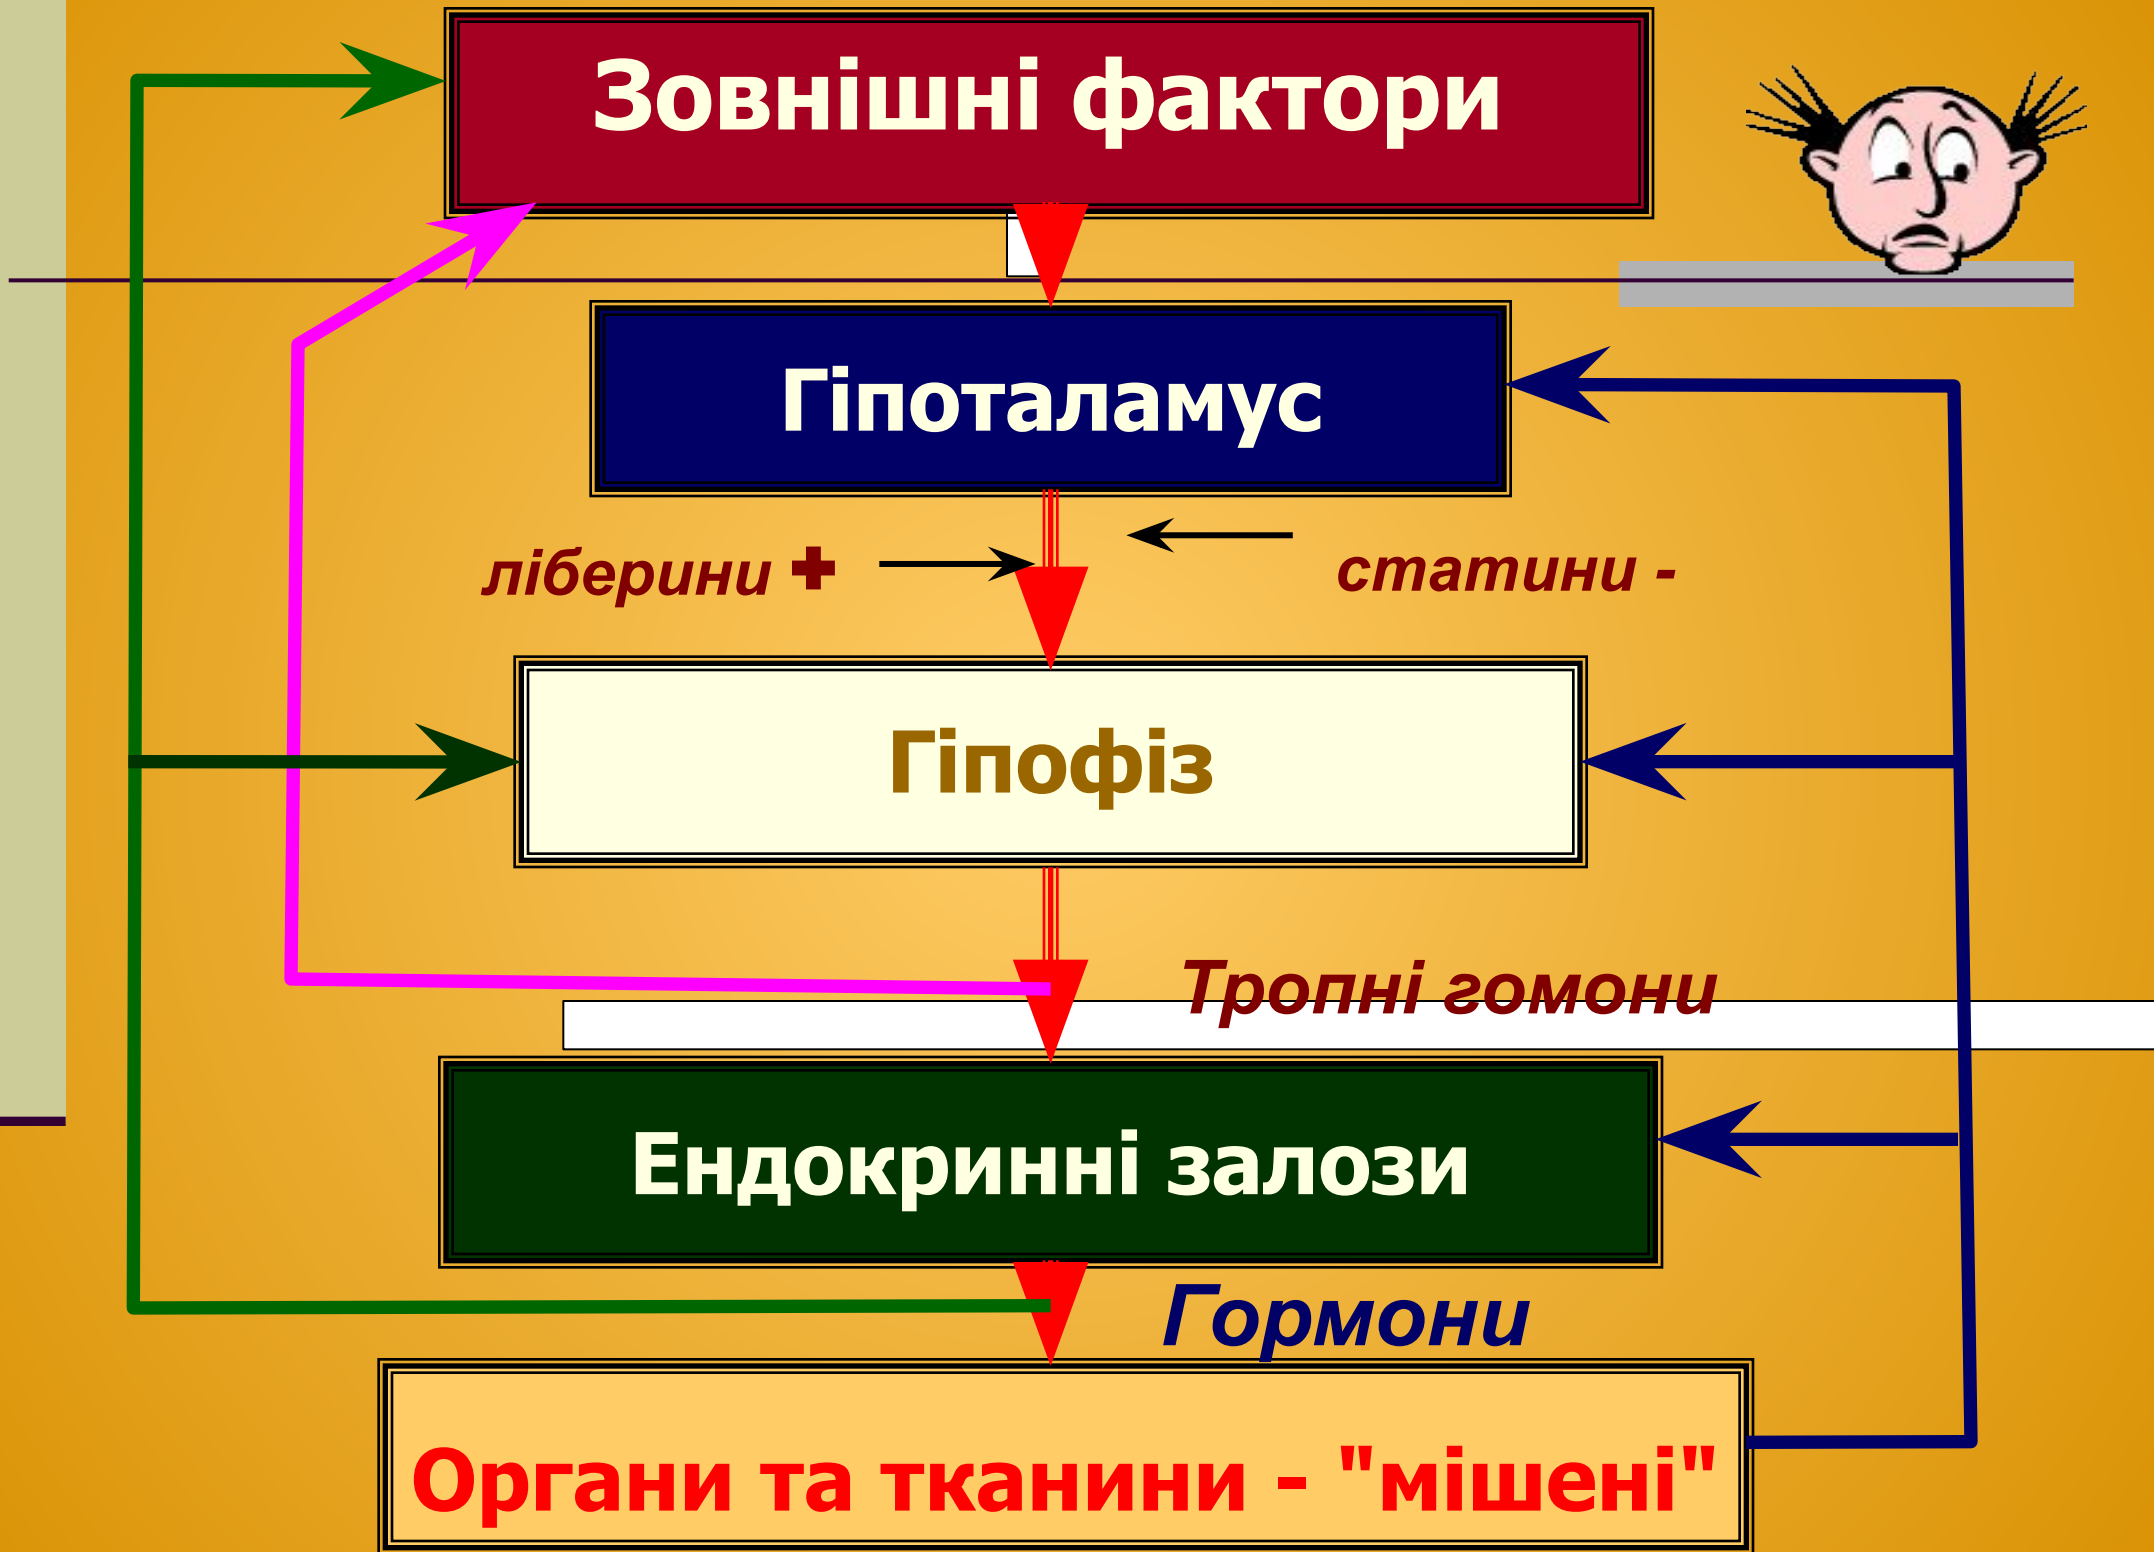 Зовнішні фактори
Гіпоталамус
ліберини +
статини -
Гіпофіз
Тропні гомони
Ендокринні залози
Гормони
Органи та тканини - "мішені"